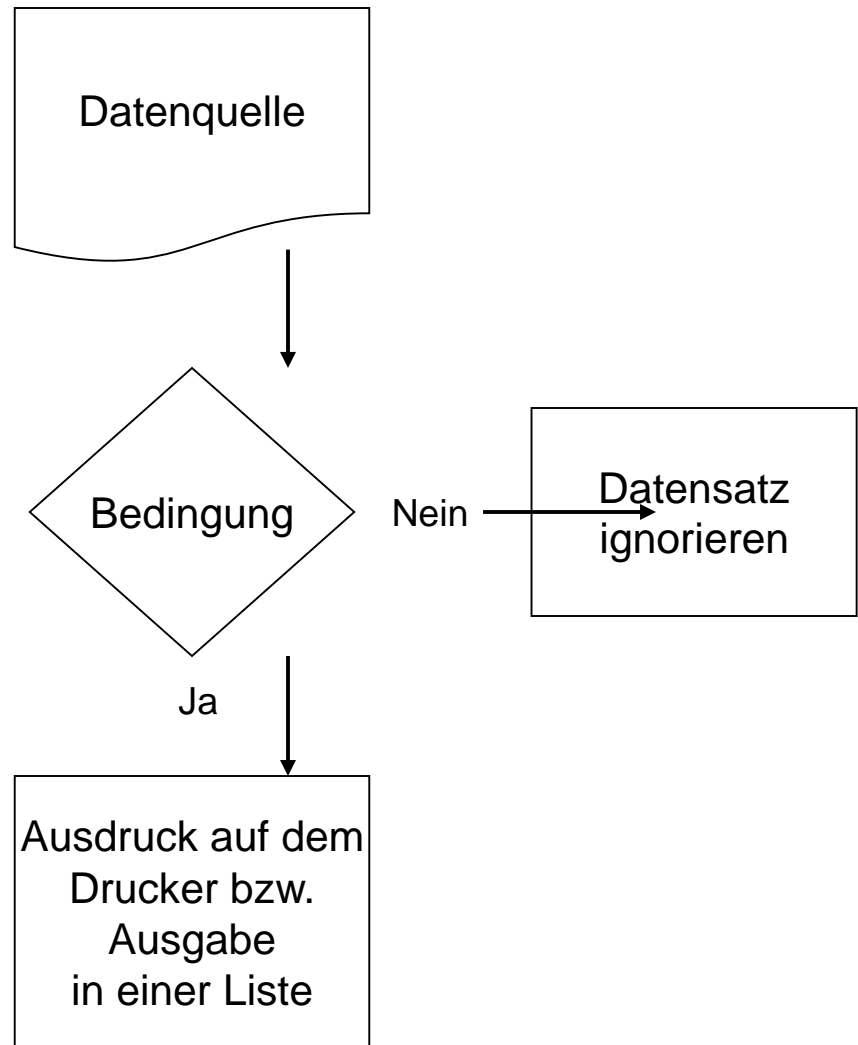 Datenquelle
Bedingung
Nein
Datensatz
ignorieren
Ja
Ausdruck auf dem
Drucker bzw.
Ausgabe
in einer Liste